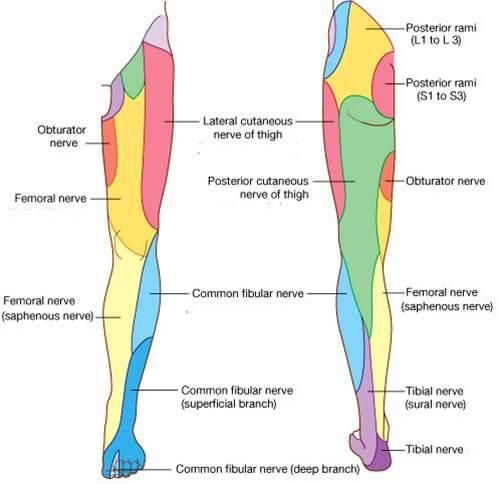 Posterior rami
(L1 to L 3)
Posterior rami
(S1 to S3)
Lateral cutaneous
nerve of thigh
Obturator
nerve
Posterior cutaneous
nerve of thigh
Obturator nerve
Femoral nerve
Common fibular nerve
Femoral nerve
(saphenous nerve)
Femoral nerve
(saphenous nerve)
Common fibular nerve
(superficial branch)
Tibial nerve
(sural nerve)
Tibial nerve
Common fibular nerve (deep branch)